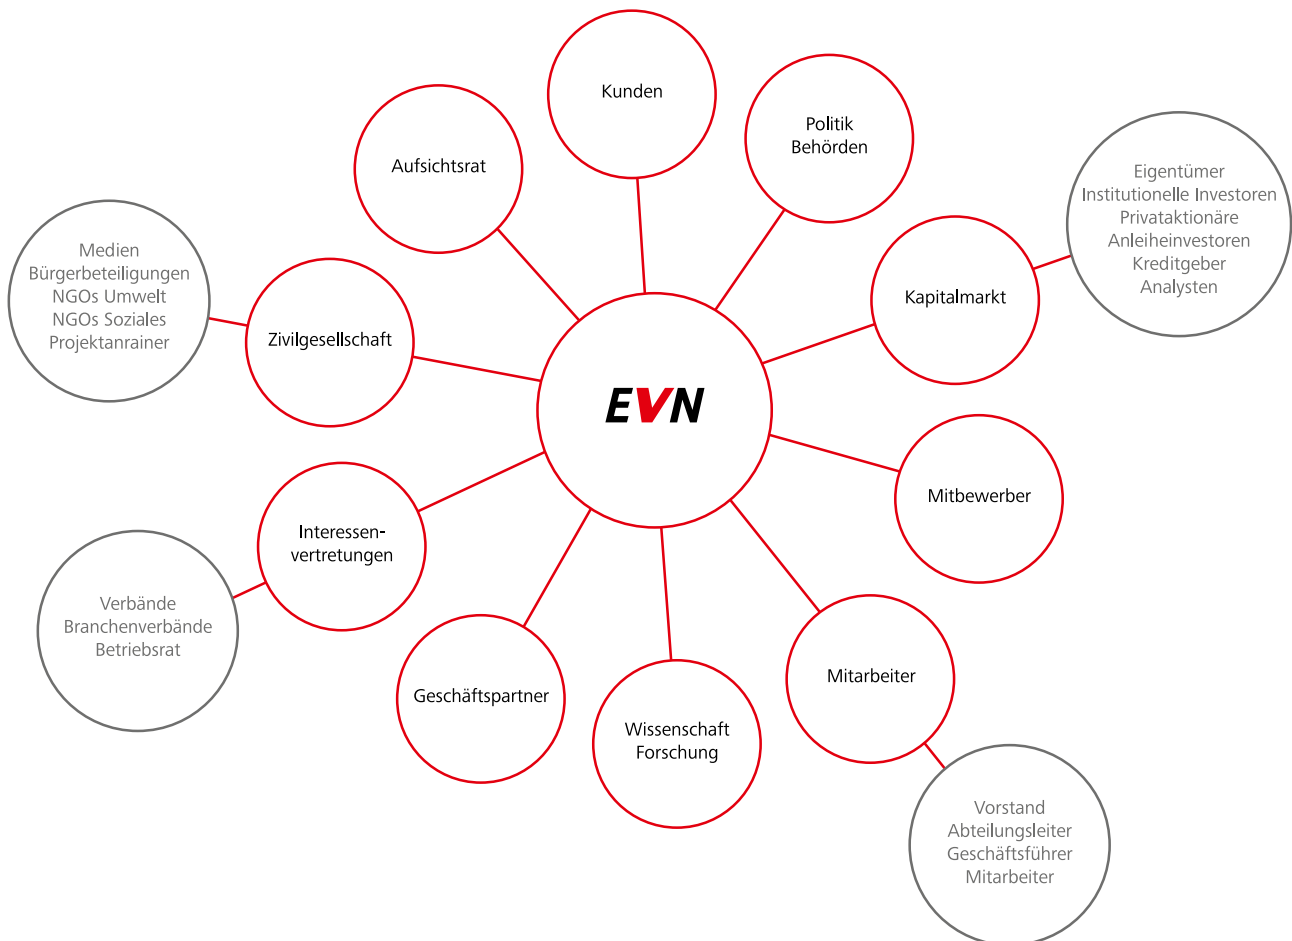 Kunden
Politik
Behörden
Aufsichtsrat
Eigentümer
Institutionelle Investoren
Privataktionäre
Anleiheinvestoren
Kreditgeber
Analysten
Kapitalmarkt
Medien
Bürgerbeteiligungen
NGOs Umwelt
NGOs Soziales
Projektanrainer
Zivilgesellschaft
EVN
Mitbewerber
Interessen-
vertretungen
Verbände
Branchenverbände
Betriebsrat
Geschäftspartner
Wissenschaft
Forschung
Mitarbeiter
Vorstand
Abteilungsleiter
Geschäftsführer
Mitarbeiter